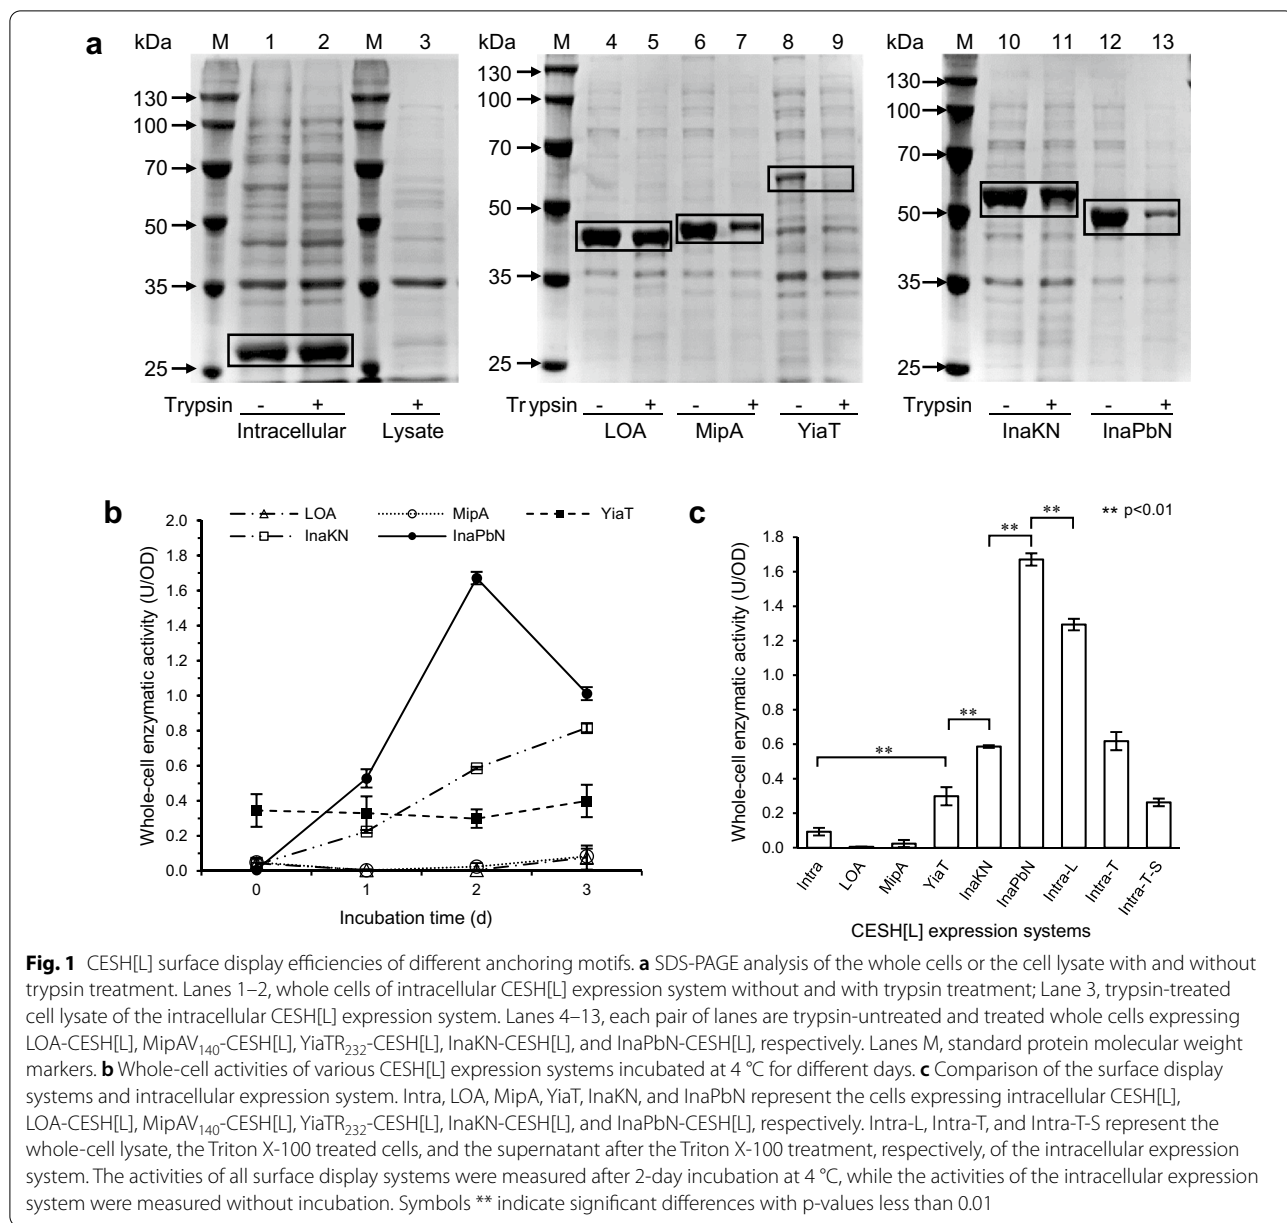 a
kDa M 1 2 M 3
130
100
70
50
35
25
Trypsin - + +
Intracellular Lysate
kDa M 4 5 6 7 8 9
130
100
70
50
35
25
Trypsin - + - + - +
LOA MipA YiaT
kDa M 10 11 12 13
130
100
70
50
35
25
Trypsin - + - +
InaKN InaPbN
b
LOA MipA YiaT
InaKN InaPbN
Whole-cell enzymatic activity (U/OD)
2.0
1.8
1.6
1.4
1.2
1.0
0.8
0.6
0.4
0.2
0.0
0 1 2 3
Incubation time (d)
c
** p<0.01
** **
**
**
Whole-cell enzymatic activity (U/OD)
1.8
1.6
1.4
1.2
1.0
0.8
0.6
0.4
0.2
0.0
Intra LOA MipA YiaT InaKN InaPbN Intra-L Intra-T Intra-T-S
CESH[L] expression systems
Fig. 1 CESH[L] surface display efficiencies of different anchoring motifs. a SDS-PAGE analysis of the whole cells or the cell lysate with and without
trypsin treatment. Lanes 1–2, whole cells of intracellular CESH[L] expression system without and with trypsin treatment; Lane 3, trypsin-treated
cell lysate of the intracellular CESH[L] expression system. Lanes 4–13, each pair of lanes are trypsin-untreated and treated whole cells expressing
LOA-CESH[L], MipAV₁₄₀-CESH[L], YiaTR₂₃₂-CESH[L], InaKN-CESH[L], and InaPbN-CESH[L], respectively. Lanes M, standard protein molecular weight
markers. b Whole-cell activities of various CESH[L] expression systems incubated at 4 °C for different days. c Comparison of the surface display
systems and intracellular expression system. Intra, LOA, MipA, YiaT, InaKN, and InaPbN represent the cells expressing intracellular CESH[L],
LOA-CESH[L], MipAV₁₄₀-CESH[L], YiaTR₂₃₂-CESH[L], InaKN-CESH[L], and InaPbN-CESH[L], respectively. Intra-L, Intra-T, and Intra-T-S represent the
whole-cell lysate, the Triton X-100 treated cells, and the supernatant after the Triton X-100 treatment, respectively, of the intracellular expression
system. The activities of all surface display systems were measured after 2-day incubation at 4 °C, while the activities of the intracellular expression
system were measured without incubation. Symbols ** indicate significant differences with p-values less than 0.01